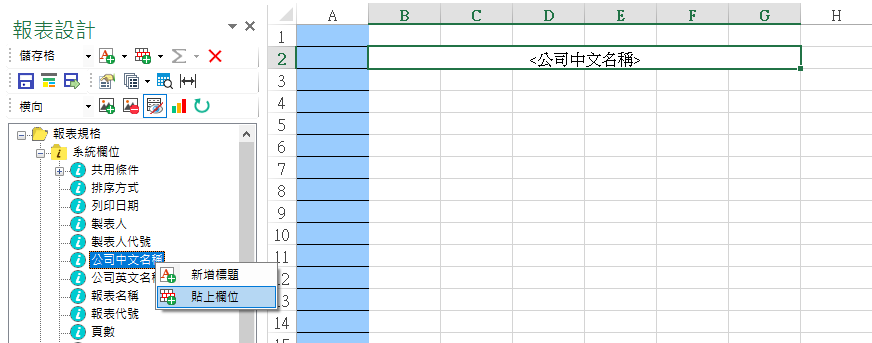 報表設計
儲存格
橫向
報表規格
系統欄位
共用條件
排序方式
列印日期
製表人
製表人代號
公司中文名稱
公司英文名稱
報表名稱
報表代號
頁數
新增標題
貼上欄位
A B C D E F G H
1
2 <公司中文名稱>
3
4
5
6
7
8
9
10
11
12
13
14